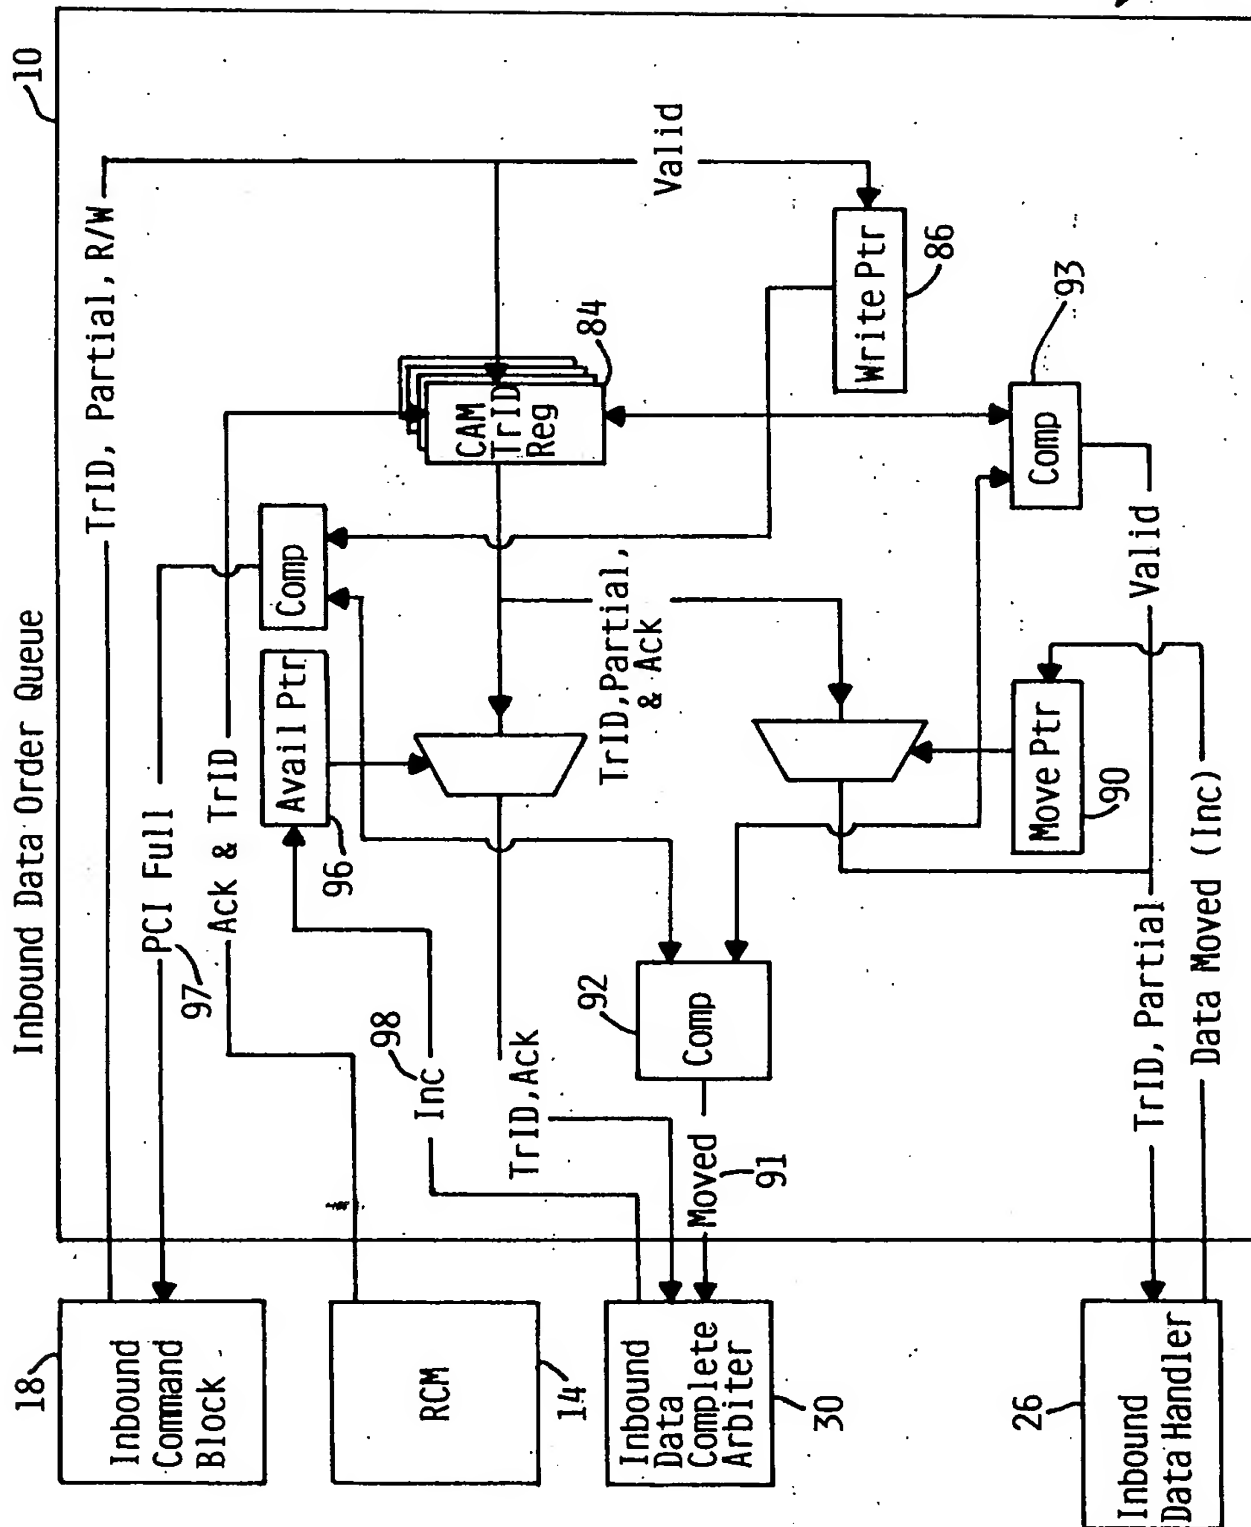 Inbound Data Order Queue
10
TrID, Partial, R/W
PCI Full
97
Ack & TrID
Avail Ptr
96
Comp
CAM
TrID
Reg
84
Valid
Write Ptr
86
93
Comp
TrID,Partial,
& Ack
98
Inc
TrID,Ack
92
Comp
Moved
91
Valid
Move Ptr
90
TrID, Partial
Data Moved (Inc)
18
Inbound
Command
Block
RCM
14
Inbound
Data
Complete
Arbiter
30
26
Inbound
Data Handler